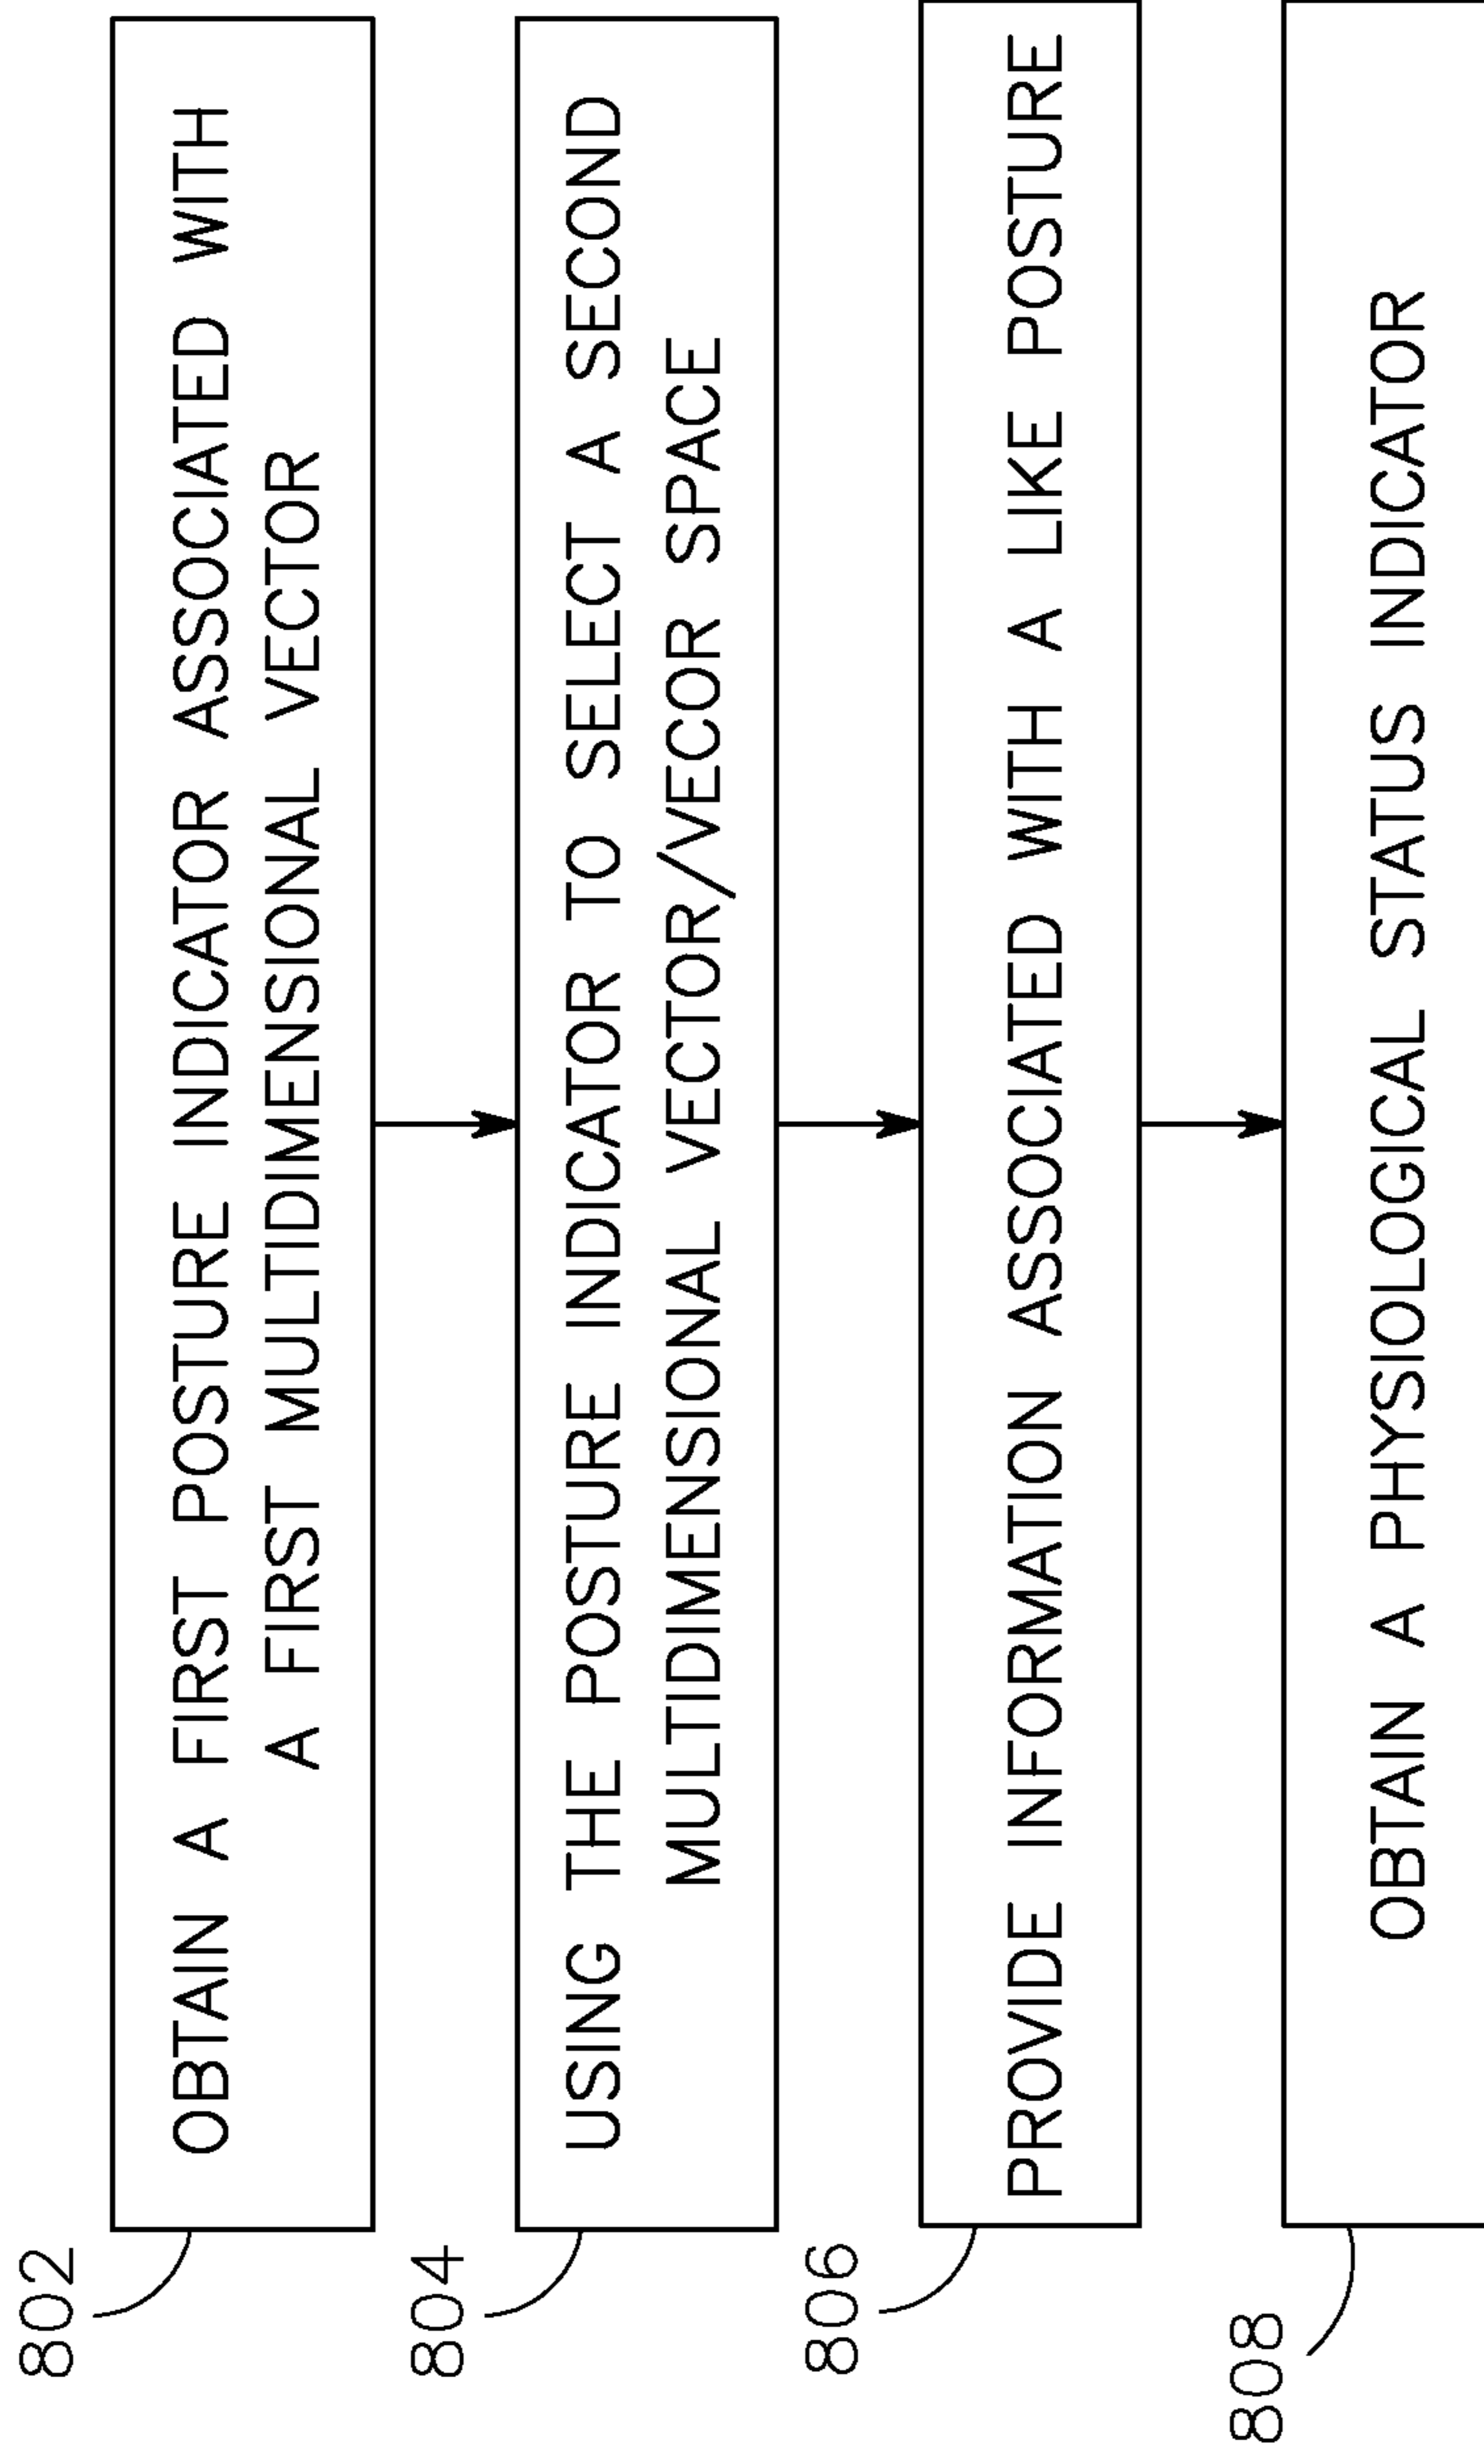 802
OBTAIN A FIRST POSTURE INDICATOR ASSOCIATED WITH
A FIRST MULTIDIMENSIONAL VECTOR
804
USING THE POSTURE INDICATOR TO SELECT A SECOND
MULTIDIMENSIONAL VECTOR/VECOR SPACE
806
PROVIDE INFORMATION ASSOCIATED WITH A LIKE POSTURE
808
OBTAIN A PHYSIOLOGICAL STATUS INDICATOR